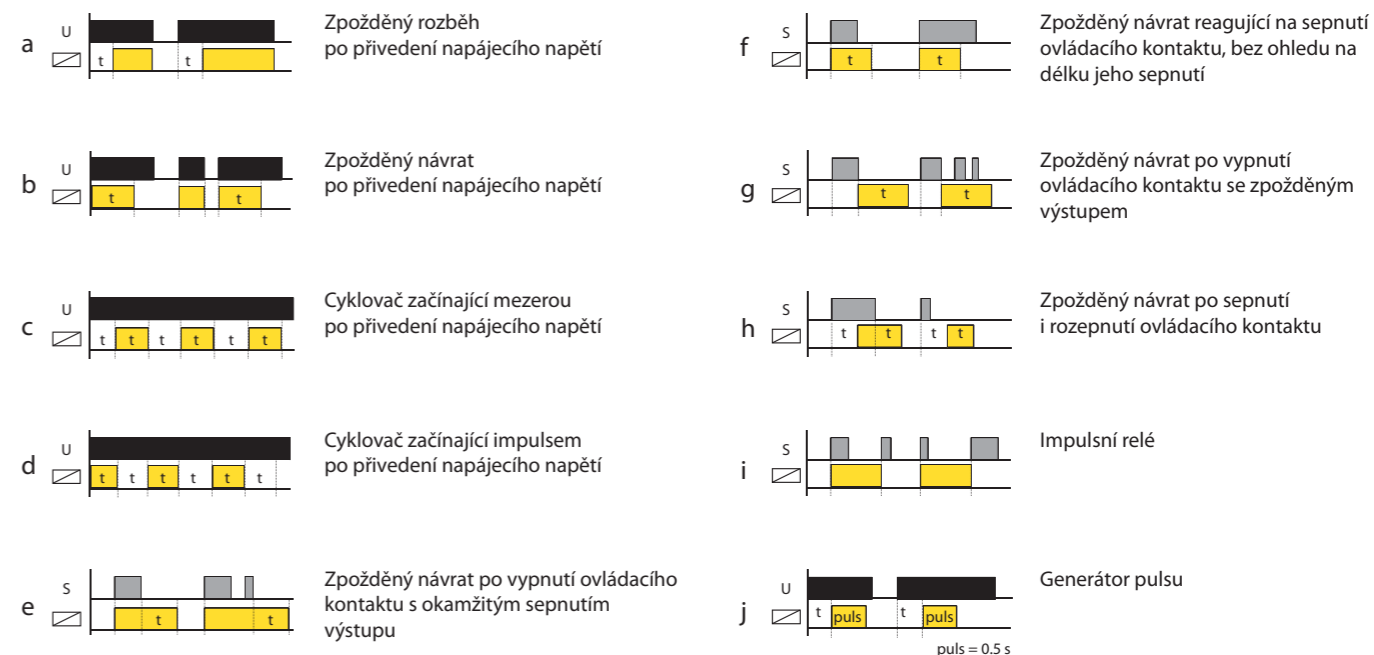 U
a
t
t
Zpožděný rozběh
po přivedení napájecího napětí
U
b
t
t
Zpožděný návrat
po přivedení napájecího napětí
U
c
t t t t t t
Cyklovač začínající mezerou
po přivedení napájecího napětí
U
d
t t t t t t
Cyklovač začínající impulsem
po přivedení napájecího napětí
S
e
t
t
Zpožděný návrat po vypnutí ovládacího
kontaktu s okamžitým sepnutím
výstupu
S
f
t
t
Zpožděný návrat reagující na sepnutí
ovládacího kontaktu, bez ohledu na
délku jeho sepnutí
S
g
t
t
Zpožděný návrat po vypnutí
ovládacího kontaktu se zpožděným
výstupem
S
h
t t t t
Zpožděný návrat po sepnutí
i rozepnutí ovládacího kontaktu
S
i
Impulsní relé
U
j
t puls t puls
puls = 0.5 s
Generátor pulsu